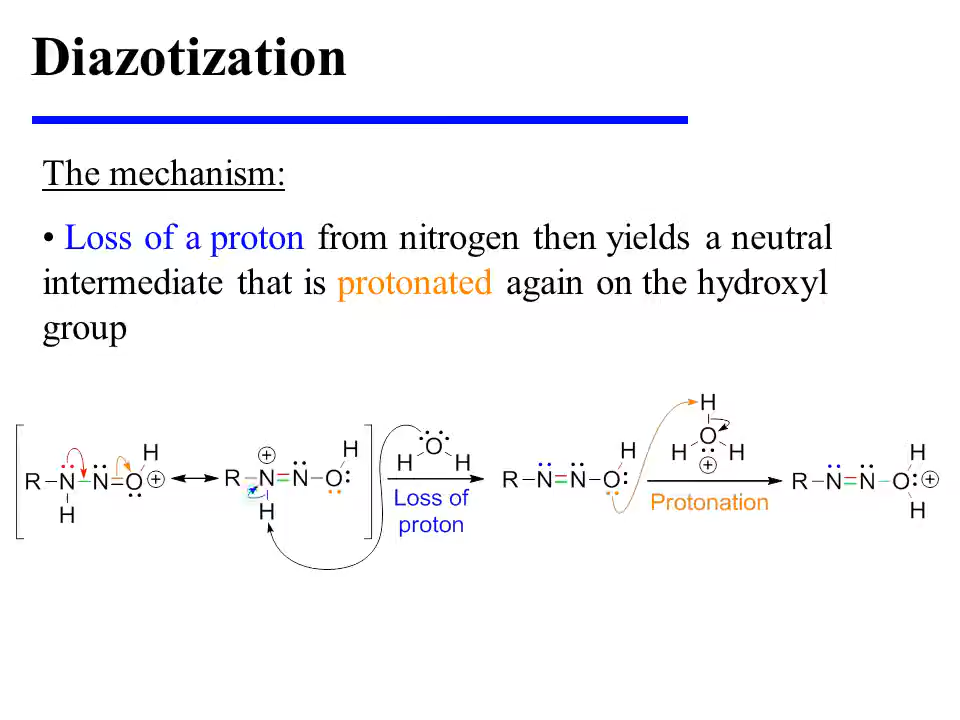 Diazotization
The mechanism:
• Loss of a proton from nitrogen then yields a neutral
intermediate that is protonated again on the hydroxyl
group
H
R N N O +
H
+
R N N O
H
H
O
H H
Loss of
proton
R N N O
H
H
O
H H
+
Protonation
R N N O +
H
H